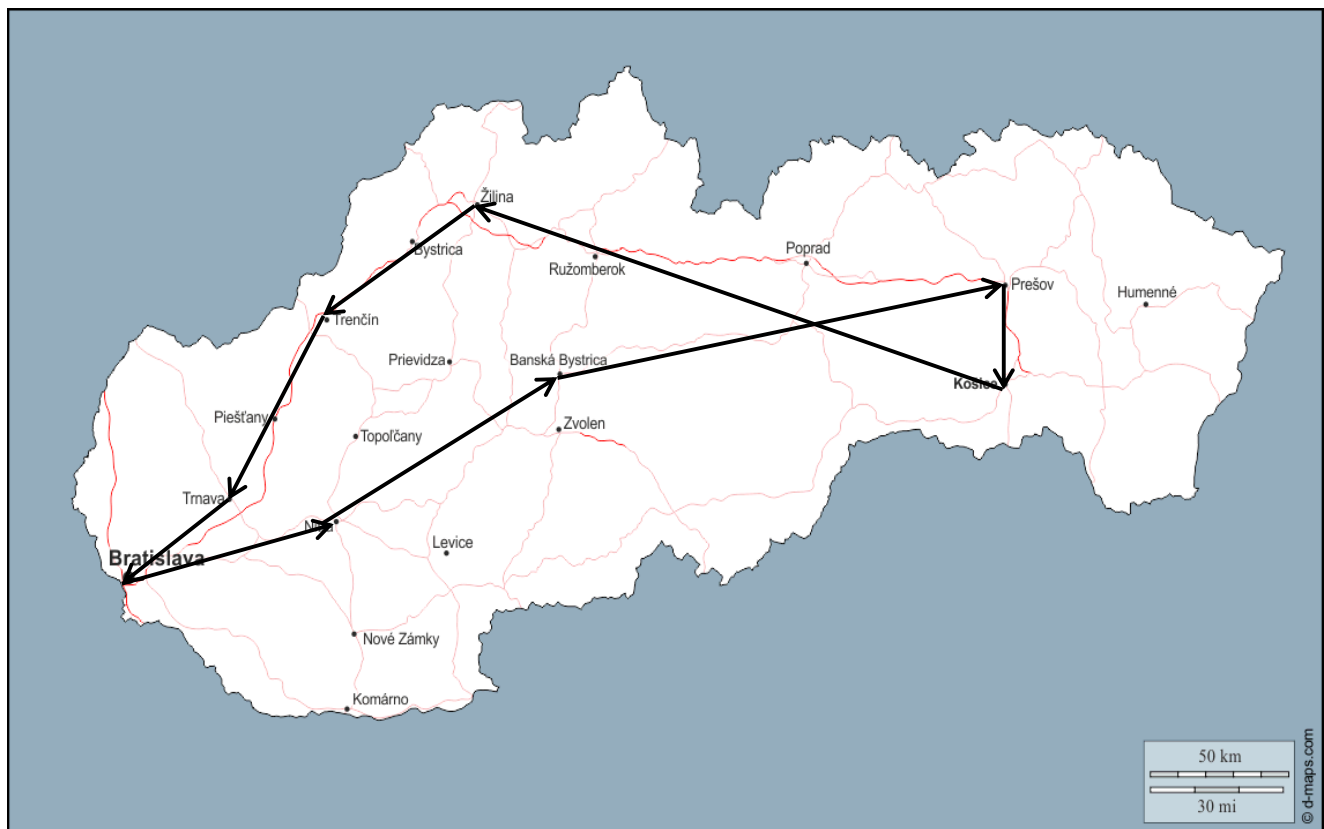 Žilina
Bystrica
Ružomberok
Poprad
Prešov
Humenné
Trenčín
Prievidza
Banská Bystrica
Košice
Piešťany
Topoľčany
Zvolen
Trnava
Nitra
Levice
Bratislava
Nové Zámky
Komárno
50 km
30 mi
© d-maps.com